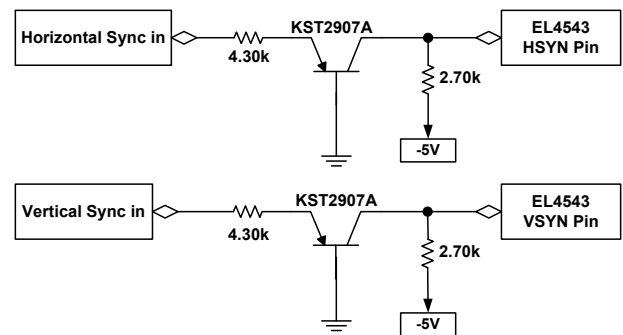 Horizontal Sync in
4.30k
KST2907A
2.70k
-5V
EL4543
HSYN Pin
Vertical Sync in
4.30k
KST2907A
2.70k
-5V
EL4543
VSYN Pin